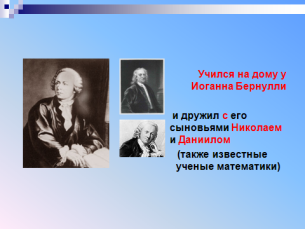 Учился на дому у
Иоганна Бернулли
и дружил с его
сыновьями Николаем
и Даниилом
(также известные
ученые математики)